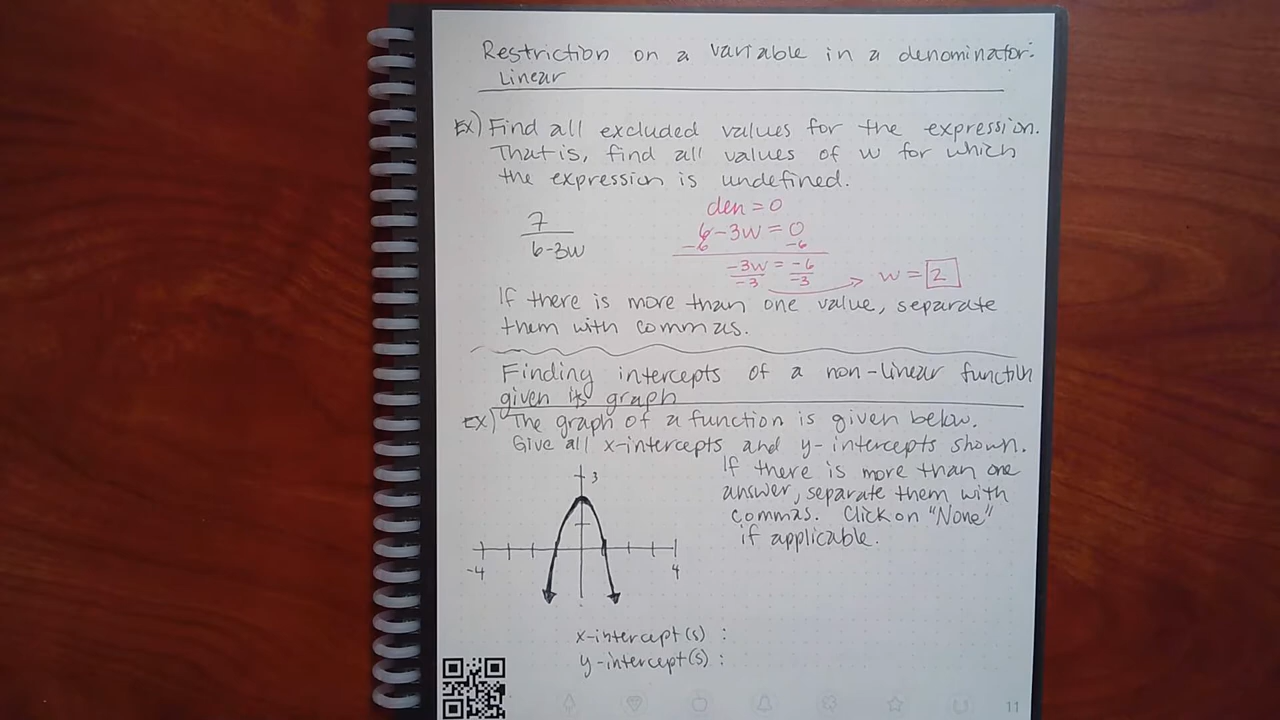 Restriction on a variable in a denominator:
Linear
Ex) Find all excluded values for the expression.
That is, find all values of w for which
the expression is undefined.
den = 0
7
6-3w
6-3w = 0
-6 -6
-3w = -6
-3 -3
w = 2
If there is more than one value, separate
them with commas.
Finding intercepts of a non-linear function
given its graph
Ex) The graph of a function is given below.
Give all x-intercepts and y-intercepts shown.
If there is more than one
answer, separate them with
commas. Click on "None"
if applicable.
3
-4 4
x-intercept(s) :
y-intercept(s) :
11